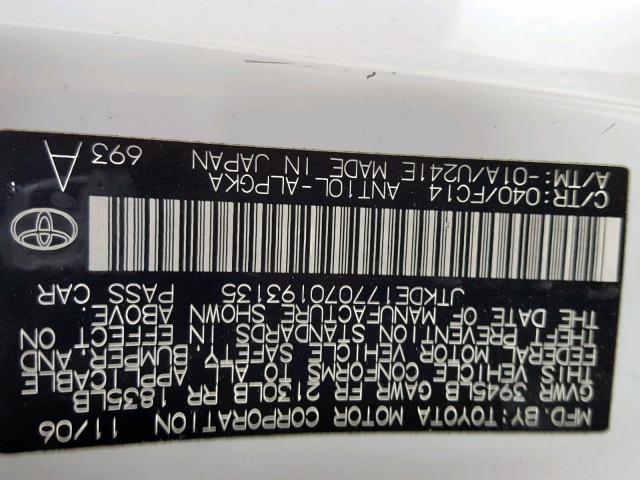 MFD. BY: TOYOTA MOTOR CORPORATION 11/06
GVWR 3945LB GAWR FR 2130LB RR 1835LB
THIS VEHICLE CONFORMS TO ALL APPLICABLE
FEDERAL MOTOR VEHICLE SAFETY, BUMPER, AND
THEFT PREVENTION STANDARDS IN EFFECT ON
THE DATE OF MANUFACTURE SHOWN ABOVE.
JTKDE177070193135 PASS CAR
ANT10L-ALPGKA
C/TR:040/FC14
A/TM:-01A/U241E MADE IN JAPAN
A 693